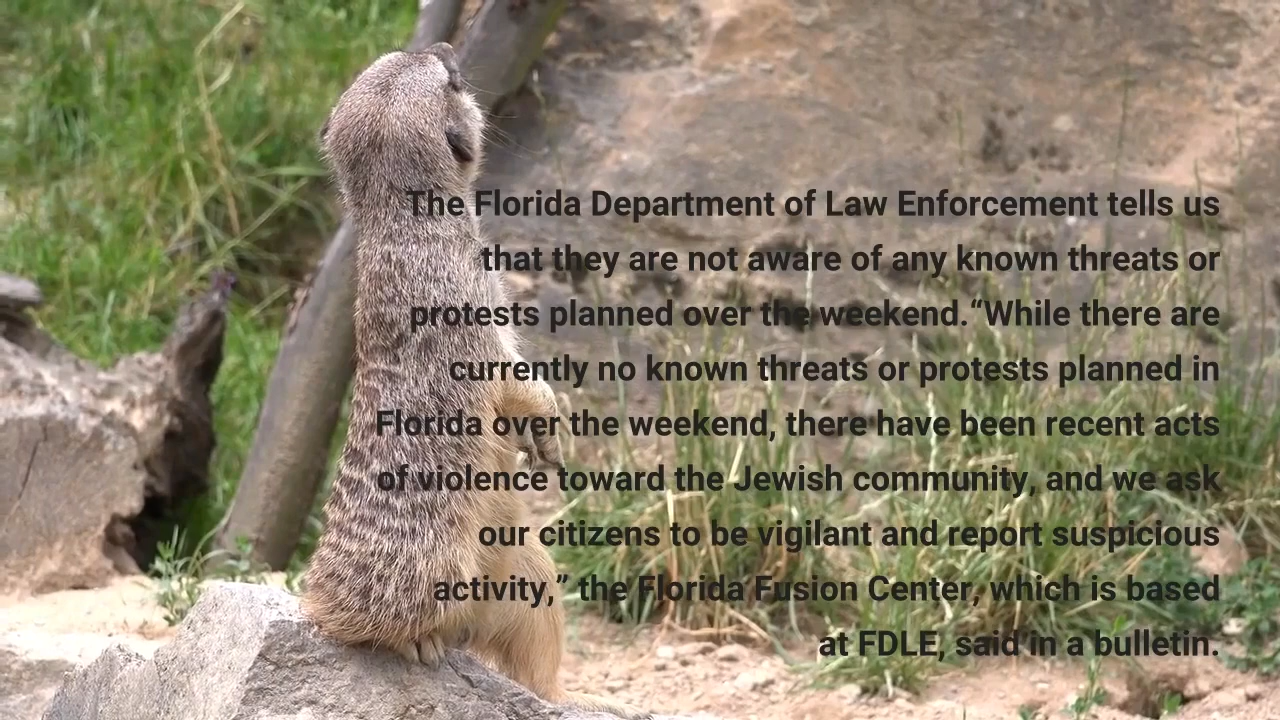 The Florida Department of Law Enforcement tells us
that they are not aware of any known threats or
protests planned over the weekend.“While there are
currently no known threats or protests planned in
Florida over the weekend, there have been recent acts
of violence toward the Jewish community, and we ask
our citizens to be vigilant and report suspicious
activity,” the Florida Fusion Center, which is based
at FDLE, said in a bulletin.